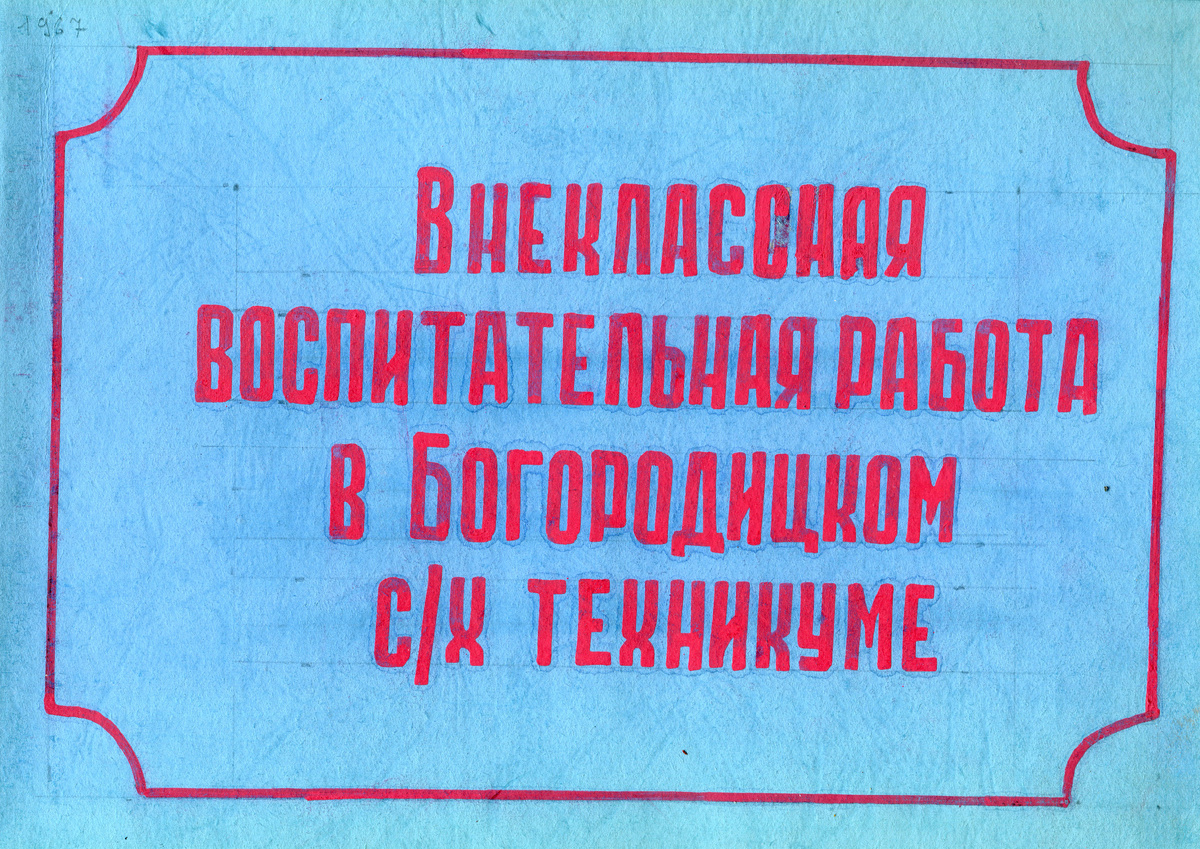 1967
Внеклассная
воспитательная работа
в Богородицком
с/х техникуме